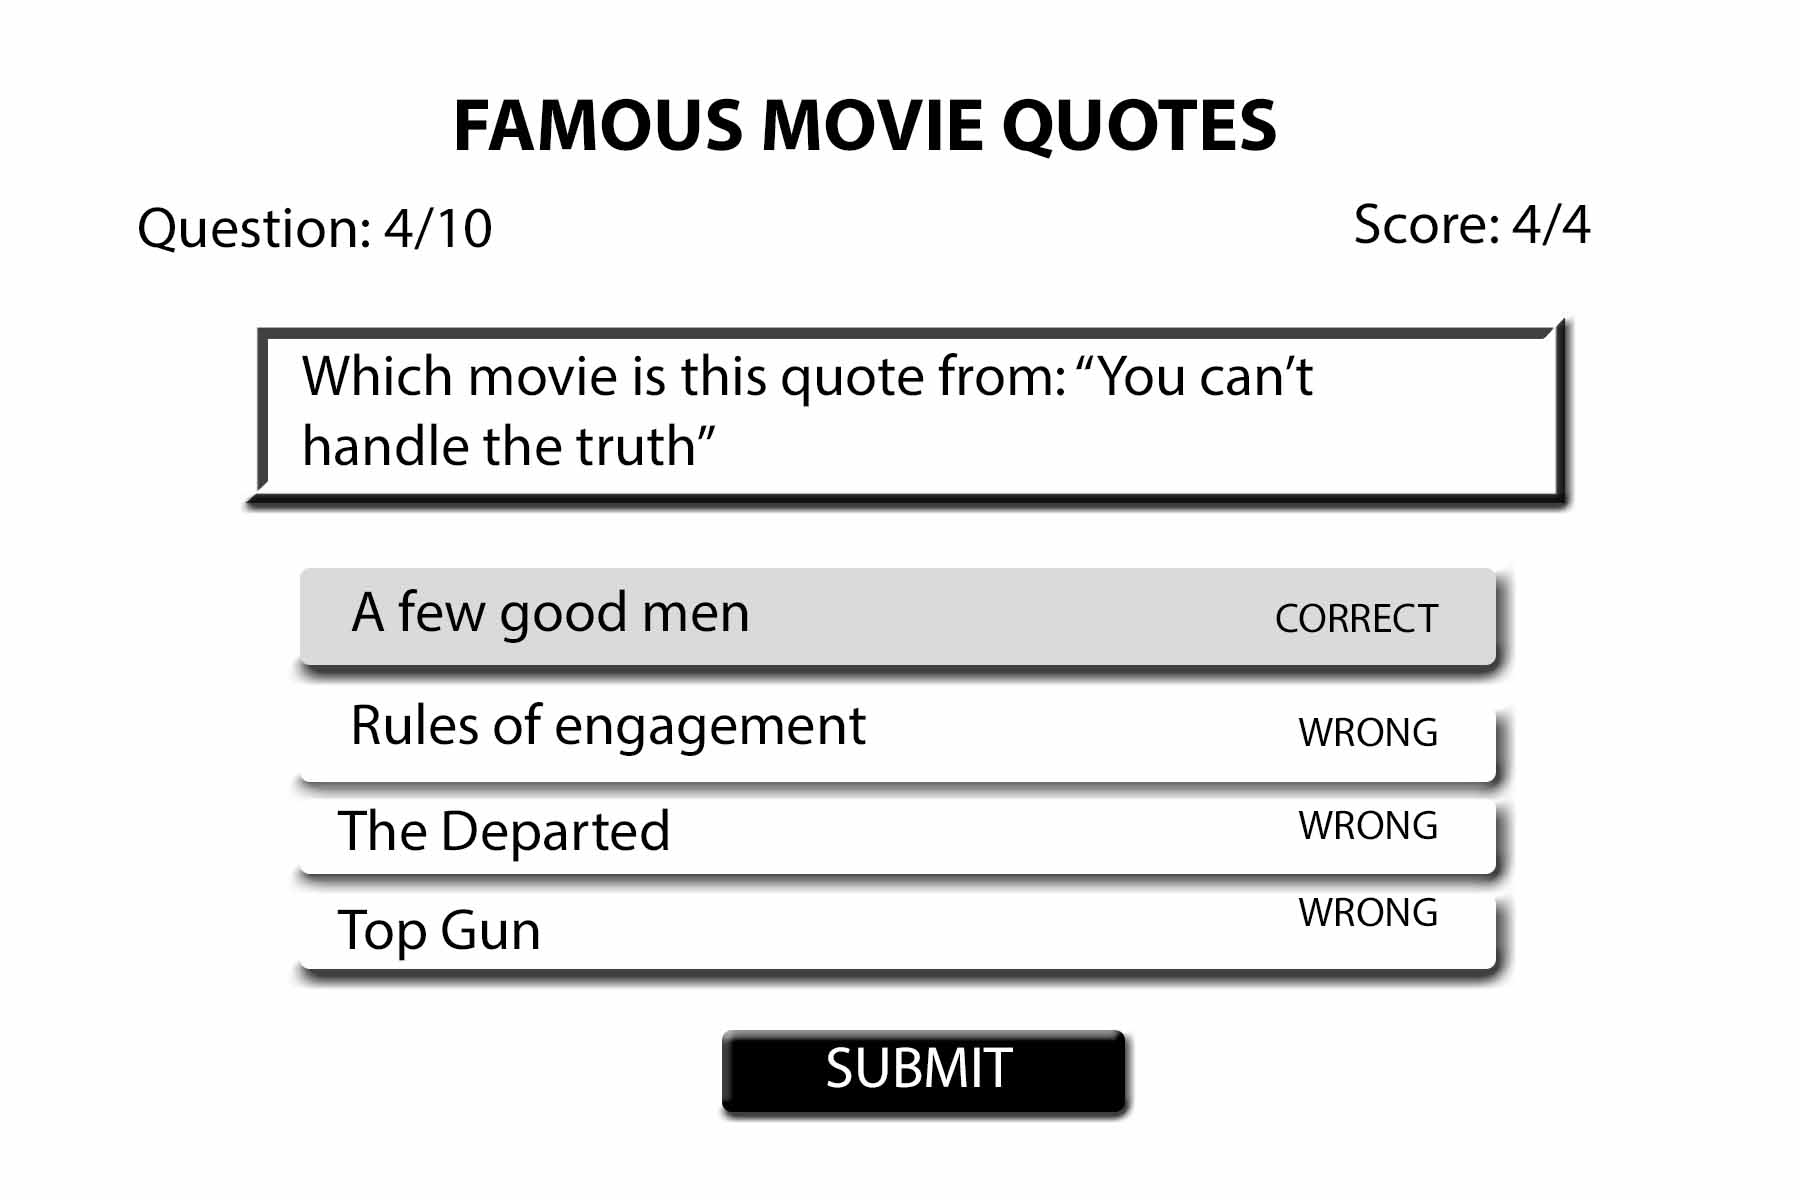 FAMOUS MOVIE QUOTES
Question: 4/10
Score: 4/4
Which movie is this quote from: “You can’t
handle the truth”
A few good men
CORRECT
Rules of engagement
WRONG
The Departed
WRONG
Top Gun
WRONG
SUBMIT